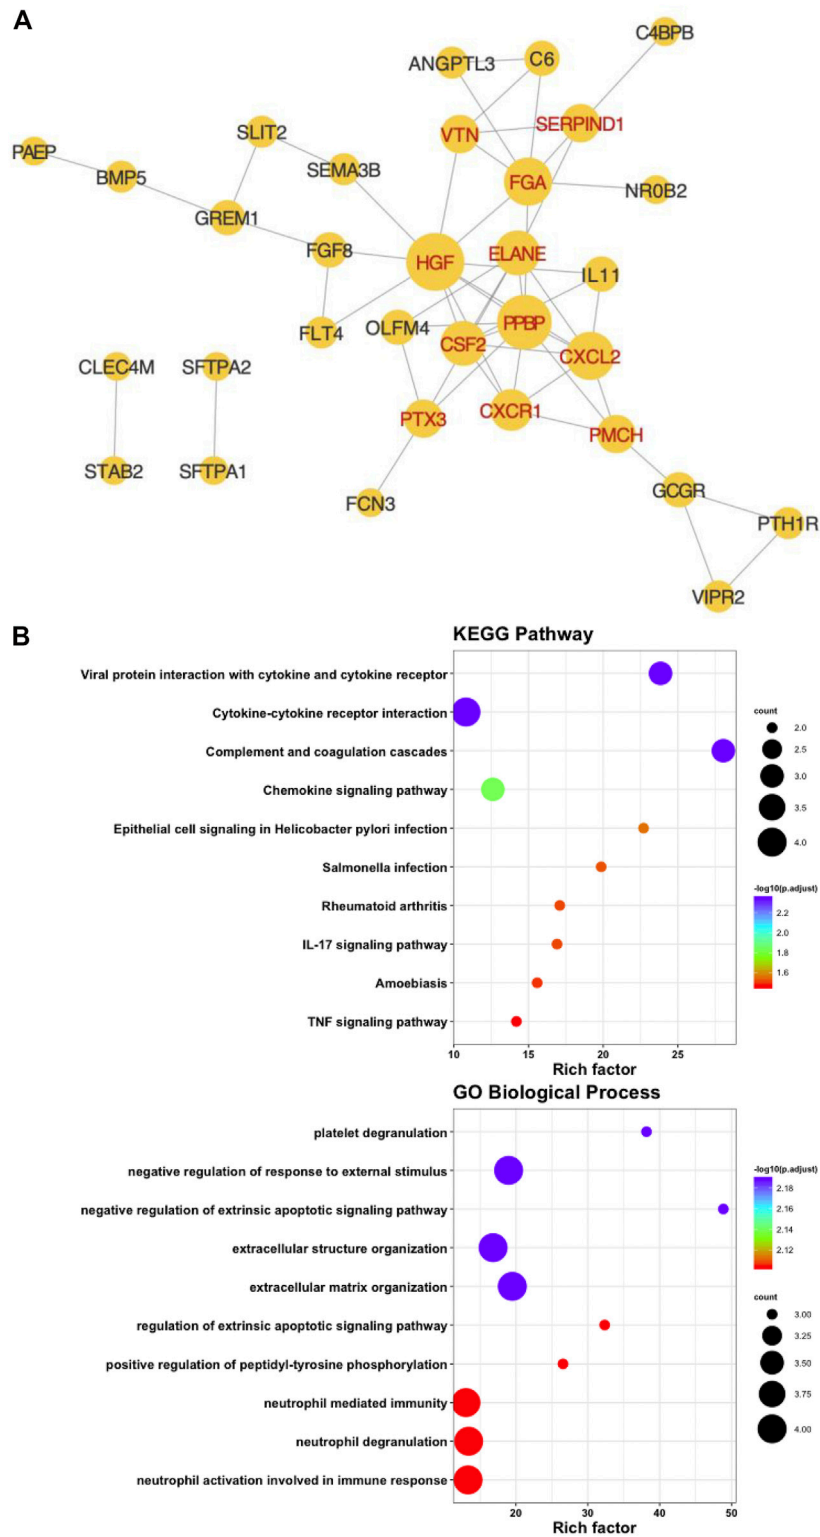 A
C4BPB
ANGPTL3
C6
SERPIND1
SLIT2
VTN
PAEP
SEMA3B
BMP5
FGA
NR0B2
GREM1
FGF8
HGF
ELANE
IL11
FLT4
OLFM4
PPBP
CSF2
CXCL2
CLEC4M
SFTPA2
PTX3
CXCR1
PMCH
STAB2
SFTPA1
GCGR
FCN3
PTH1R
VIPR2
B
KEGG Pathway
Viral protein interaction with cytokine and cytokine receptor
Cytokine-cytokine receptor interaction
Complement and coagulation cascades
Chemokine signaling pathway
Epithelial cell signaling in Helicobacter pylori infection
Salmonella infection
Rheumatoid arthritis
IL-17 signaling pathway
Amoebiasis
TNF signaling pathway
10 15 20 25
Rich factor
count
2.0
2.5
3.0
3.5
4.0
-log10(p.adjust)
2.2
2.0
1.8
1.6
GO Biological Process
platelet degranulation
negative regulation of response to external stimulus
negative regulation of extrinsic apoptotic signaling pathway
extracellular structure organization
extracellular matrix organization
regulation of extrinsic apoptotic signaling pathway
positive regulation of peptidyl-tyrosine phosphorylation
neutrophil mediated immunity
neutrophil degranulation
neutrophil activation involved in immune response
20 30 40 50
Rich factor
-log10(p.adjust)
2.18
2.16
2.14
2.12
count
3.00
3.25
3.50
3.75
4.00